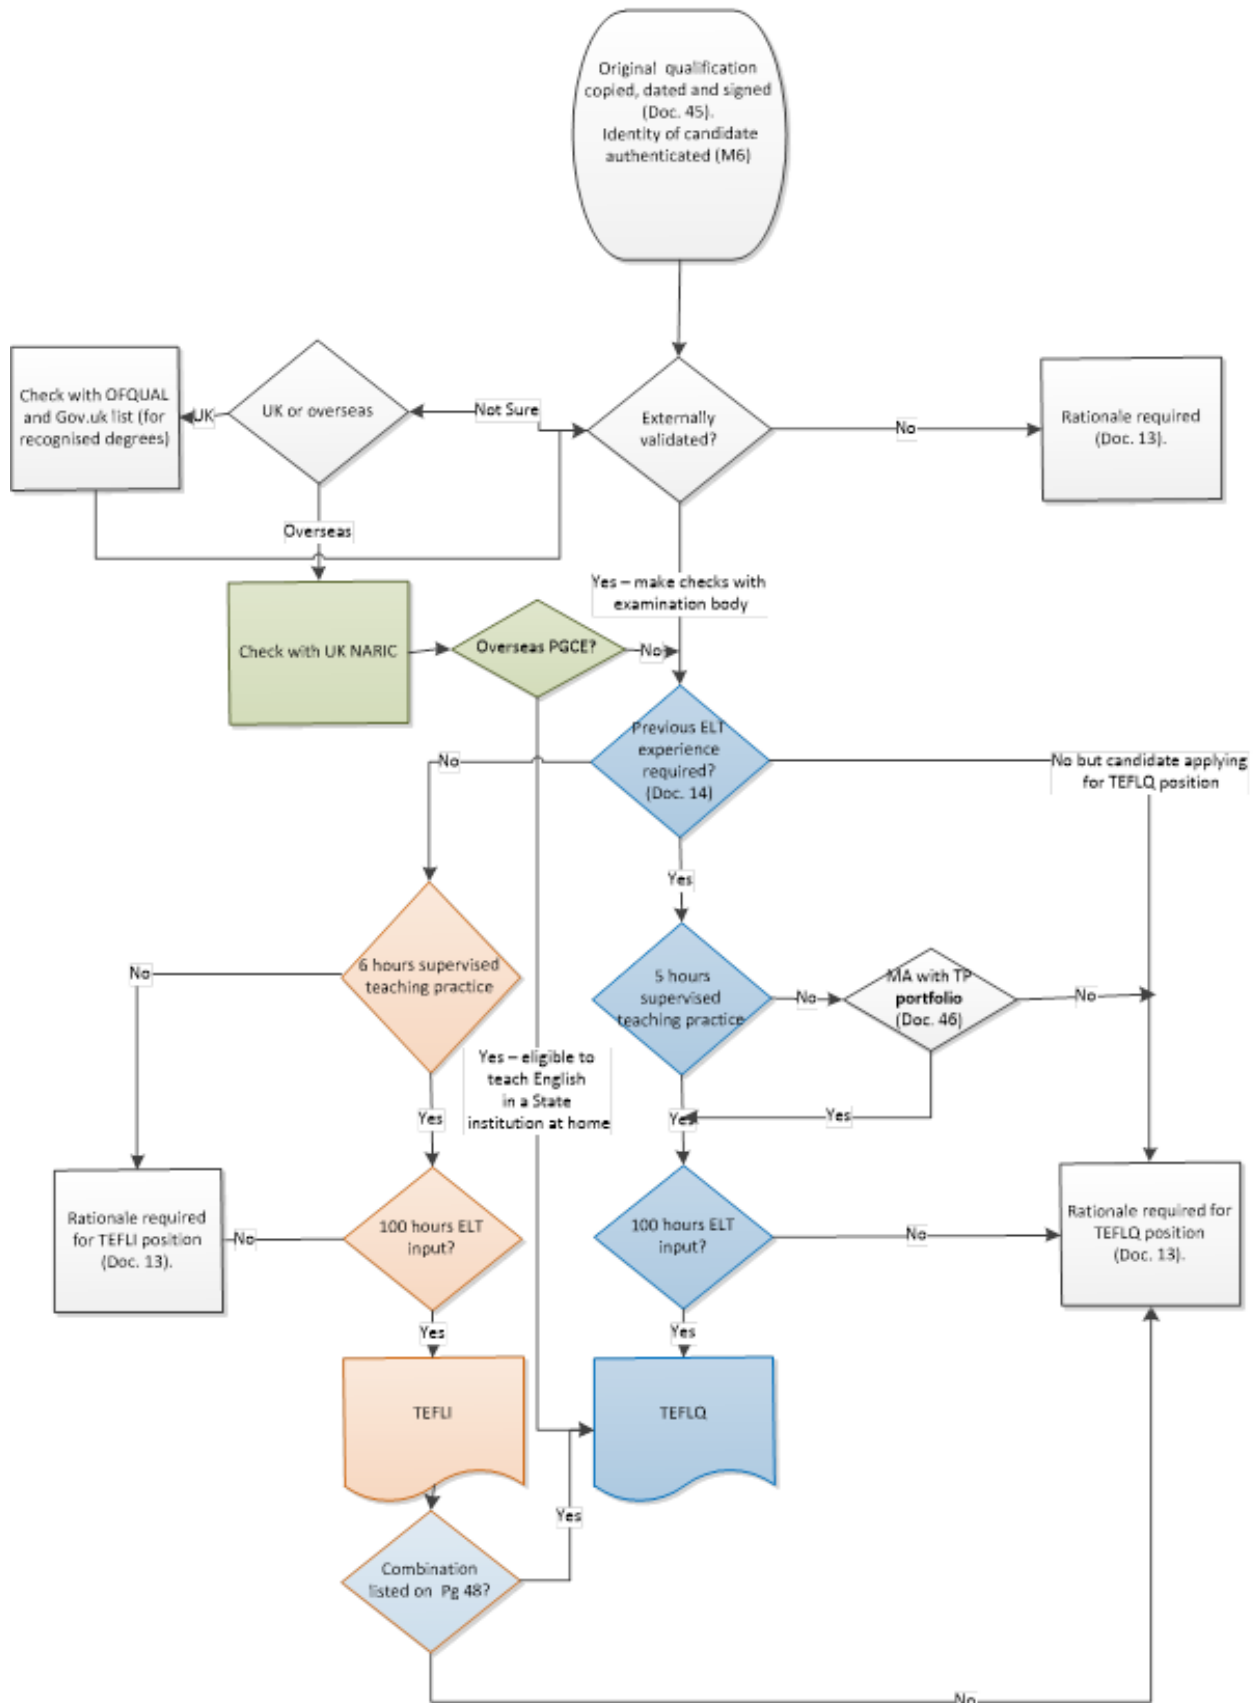 Original qualification
copied, dated and signed
(Doc. 45).
Identity of candidate
authenticated (M6)
Check with OFQUAL
and Gov.uk list (for
recognised degrees)
UK
UK or overseas
Not Sure
Externally
validated?
No
Rationale required
(Doc. 13).
Overseas
Yes – make checks with
examination body
Check with UK NARIC
Overseas PGCE?
No
Previous ELT
experience
required?
(Doc. 14)
No
No but candidate applying
for TEFLQ position
Yes
6 hours supervised
teaching practice
No
5 hours
supervised
teaching practice
No
MA with TP
portfolio
(Doc. 46)
No
Yes – eligible to
teach English
in a State
institution at home
Yes
Yes
Yes
Rationale required
for TEFLI position
(Doc. 13).
No
100 hours ELT
input?
100 hours ELT
input?
No
Rationale required for
TEFLQ position
(Doc. 13).
Yes
Yes
TEFLI
TEFLQ
Yes
Combination
listed on Pg 48?
No